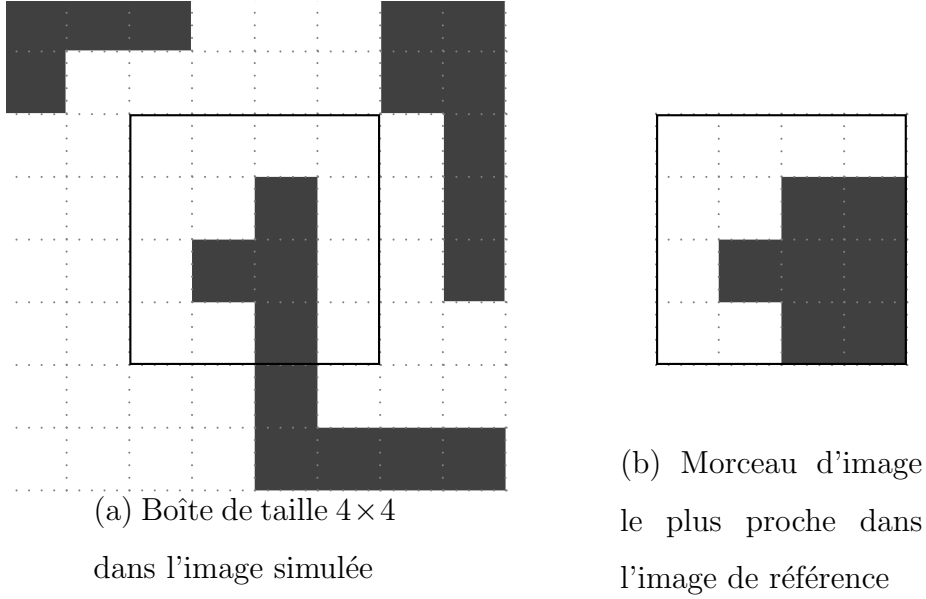 (a) Boîte de taille 4×4
dans l'image simulée
(b) Morceau d'image
le plus proche dans
l'image de référence